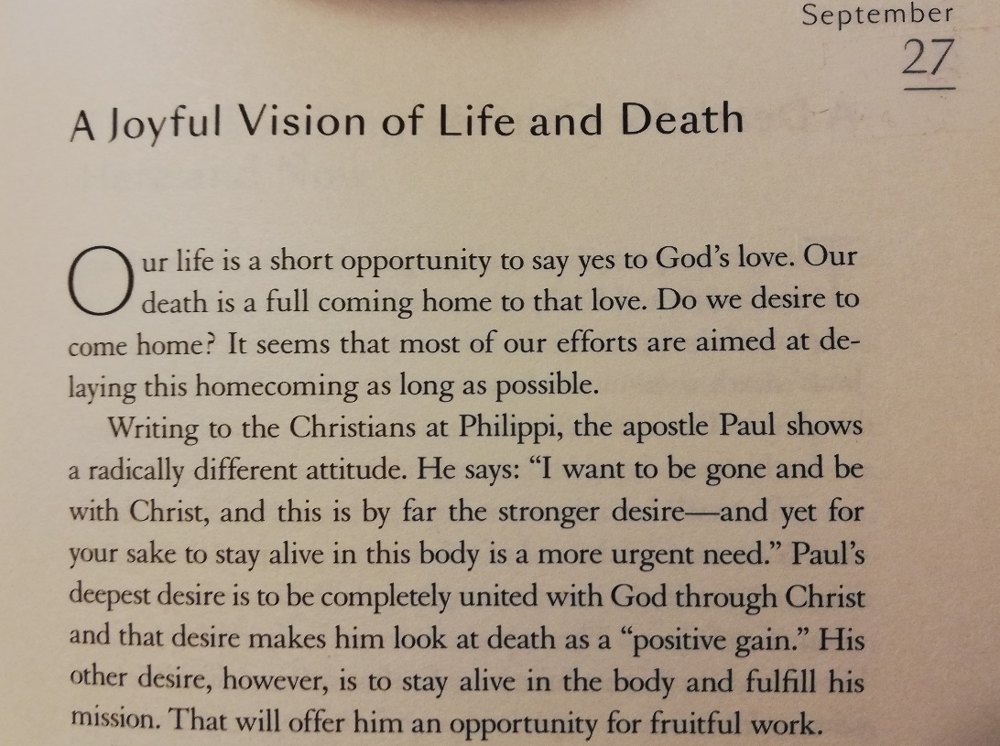 September
27
A Joyful Vision of Life and Death
Our life is a short opportunity to say yes to God's love. Our
death is a full coming home to that love. Do we desire to
come home? It seems that most of our efforts are aimed at de-
laying this homecoming as long as possible.
Writing to the Christians at Philippi, the apostle Paul shows
a radically different attitude. He says: “I want to be gone and be
with Christ, and this is by far the stronger desire—and yet for
your sake to stay alive in this body is a more urgent need.” Paul's
deepest desire is to be completely united with God through Christ
and that desire makes him look at death as a “positive gain.” His
other desire, however, is to stay alive in the body and fulfill his
mission. That will offer him an opportunity for fruitful work.